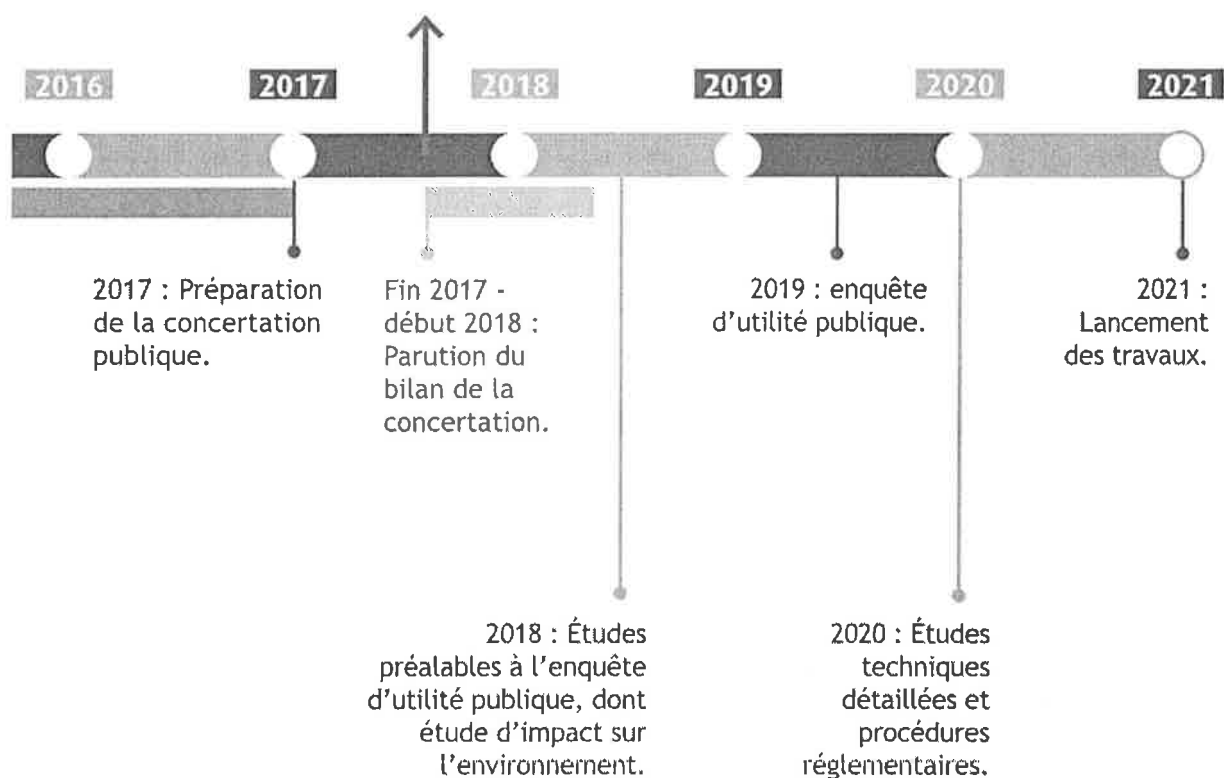 2016
2017
2018
2019
2020
2021
2017 : Préparation
de la concertation
publique.
Fin 2017 -
début 2018 :
Parution du
bilan de la
concertation.
2019 : enquête
d'utilité publique.
2021 :
Lancement
des travaux.
2018 : Études
préalables à l'enquête
d'utilité publique, dont
étude d'impact sur
l'environnement.
2020 : Études
techniques
détaillées et
procédures
réglementaires.